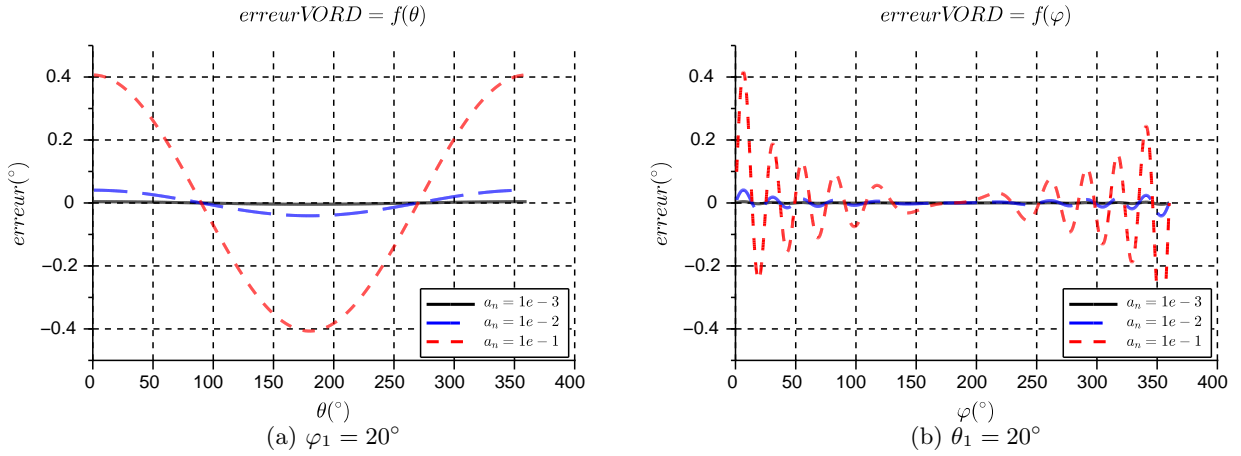 erreurVORD = f(θ)
0.4
0.2
0
−0.2
−0.4
erreur(°)
a_n = 1e − 3
a_n = 1e − 2
a_n = 1e − 1
0 50 100 150 200 250 300 350 400
θ(°)
(a) φ₁ = 20°
erreurVORD = f(φ)
0.4
0.2
0
−0.2
−0.4
erreur(°)
a_n = 1e − 3
a_n = 1e − 2
a_n = 1e − 1
0 50 100 150 200 250 300 350 400
φ(°)
(b) θ₁ = 20°